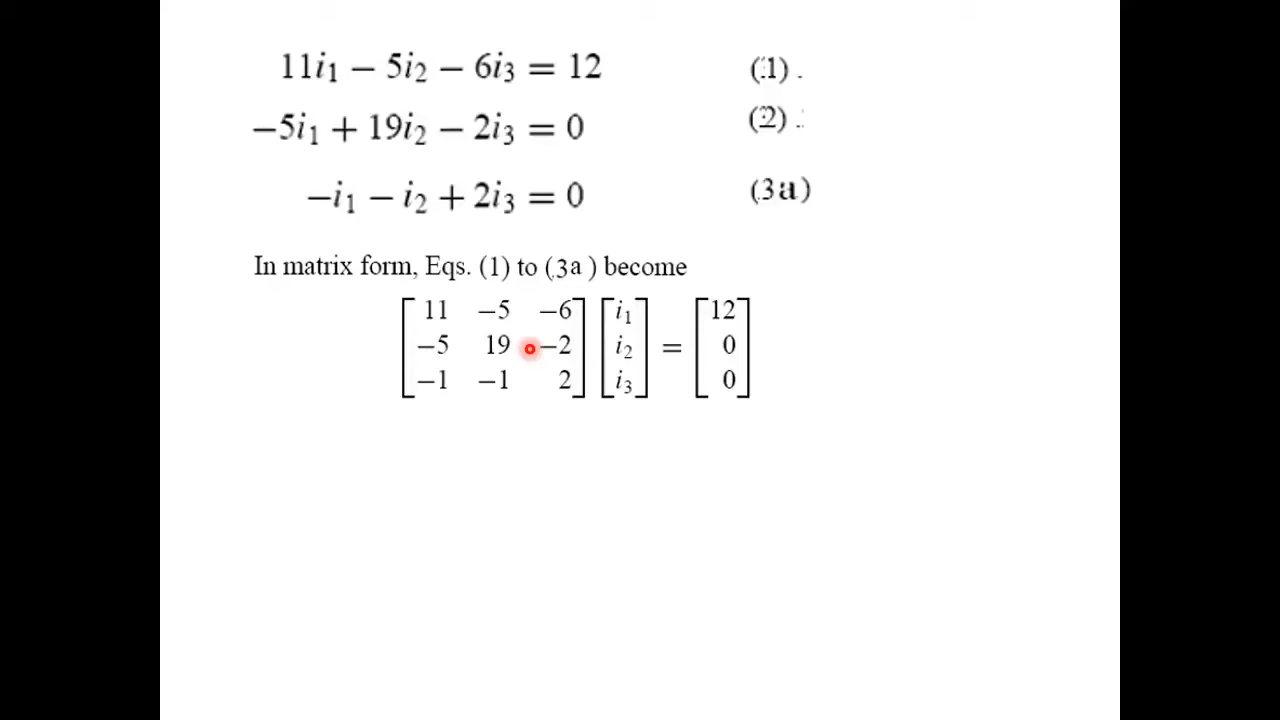 11i₁ − 5i₂ − 6i₃ = 12 (1) .
−5i₁ + 19i₂ − 2i₃ = 0 (2) .
−i₁ − i₂ + 2i₃ = 0 (3a)
In matrix form, Eqs. (1) to (3a ) become
[ 11 −5 −6 ] [ i₁ ] [ 12 ]
[ −5 19 −2 ] [ i₂ ] = [ 0 ]
[ −1 −1 2 ] [ i₃ ] [ 0 ]